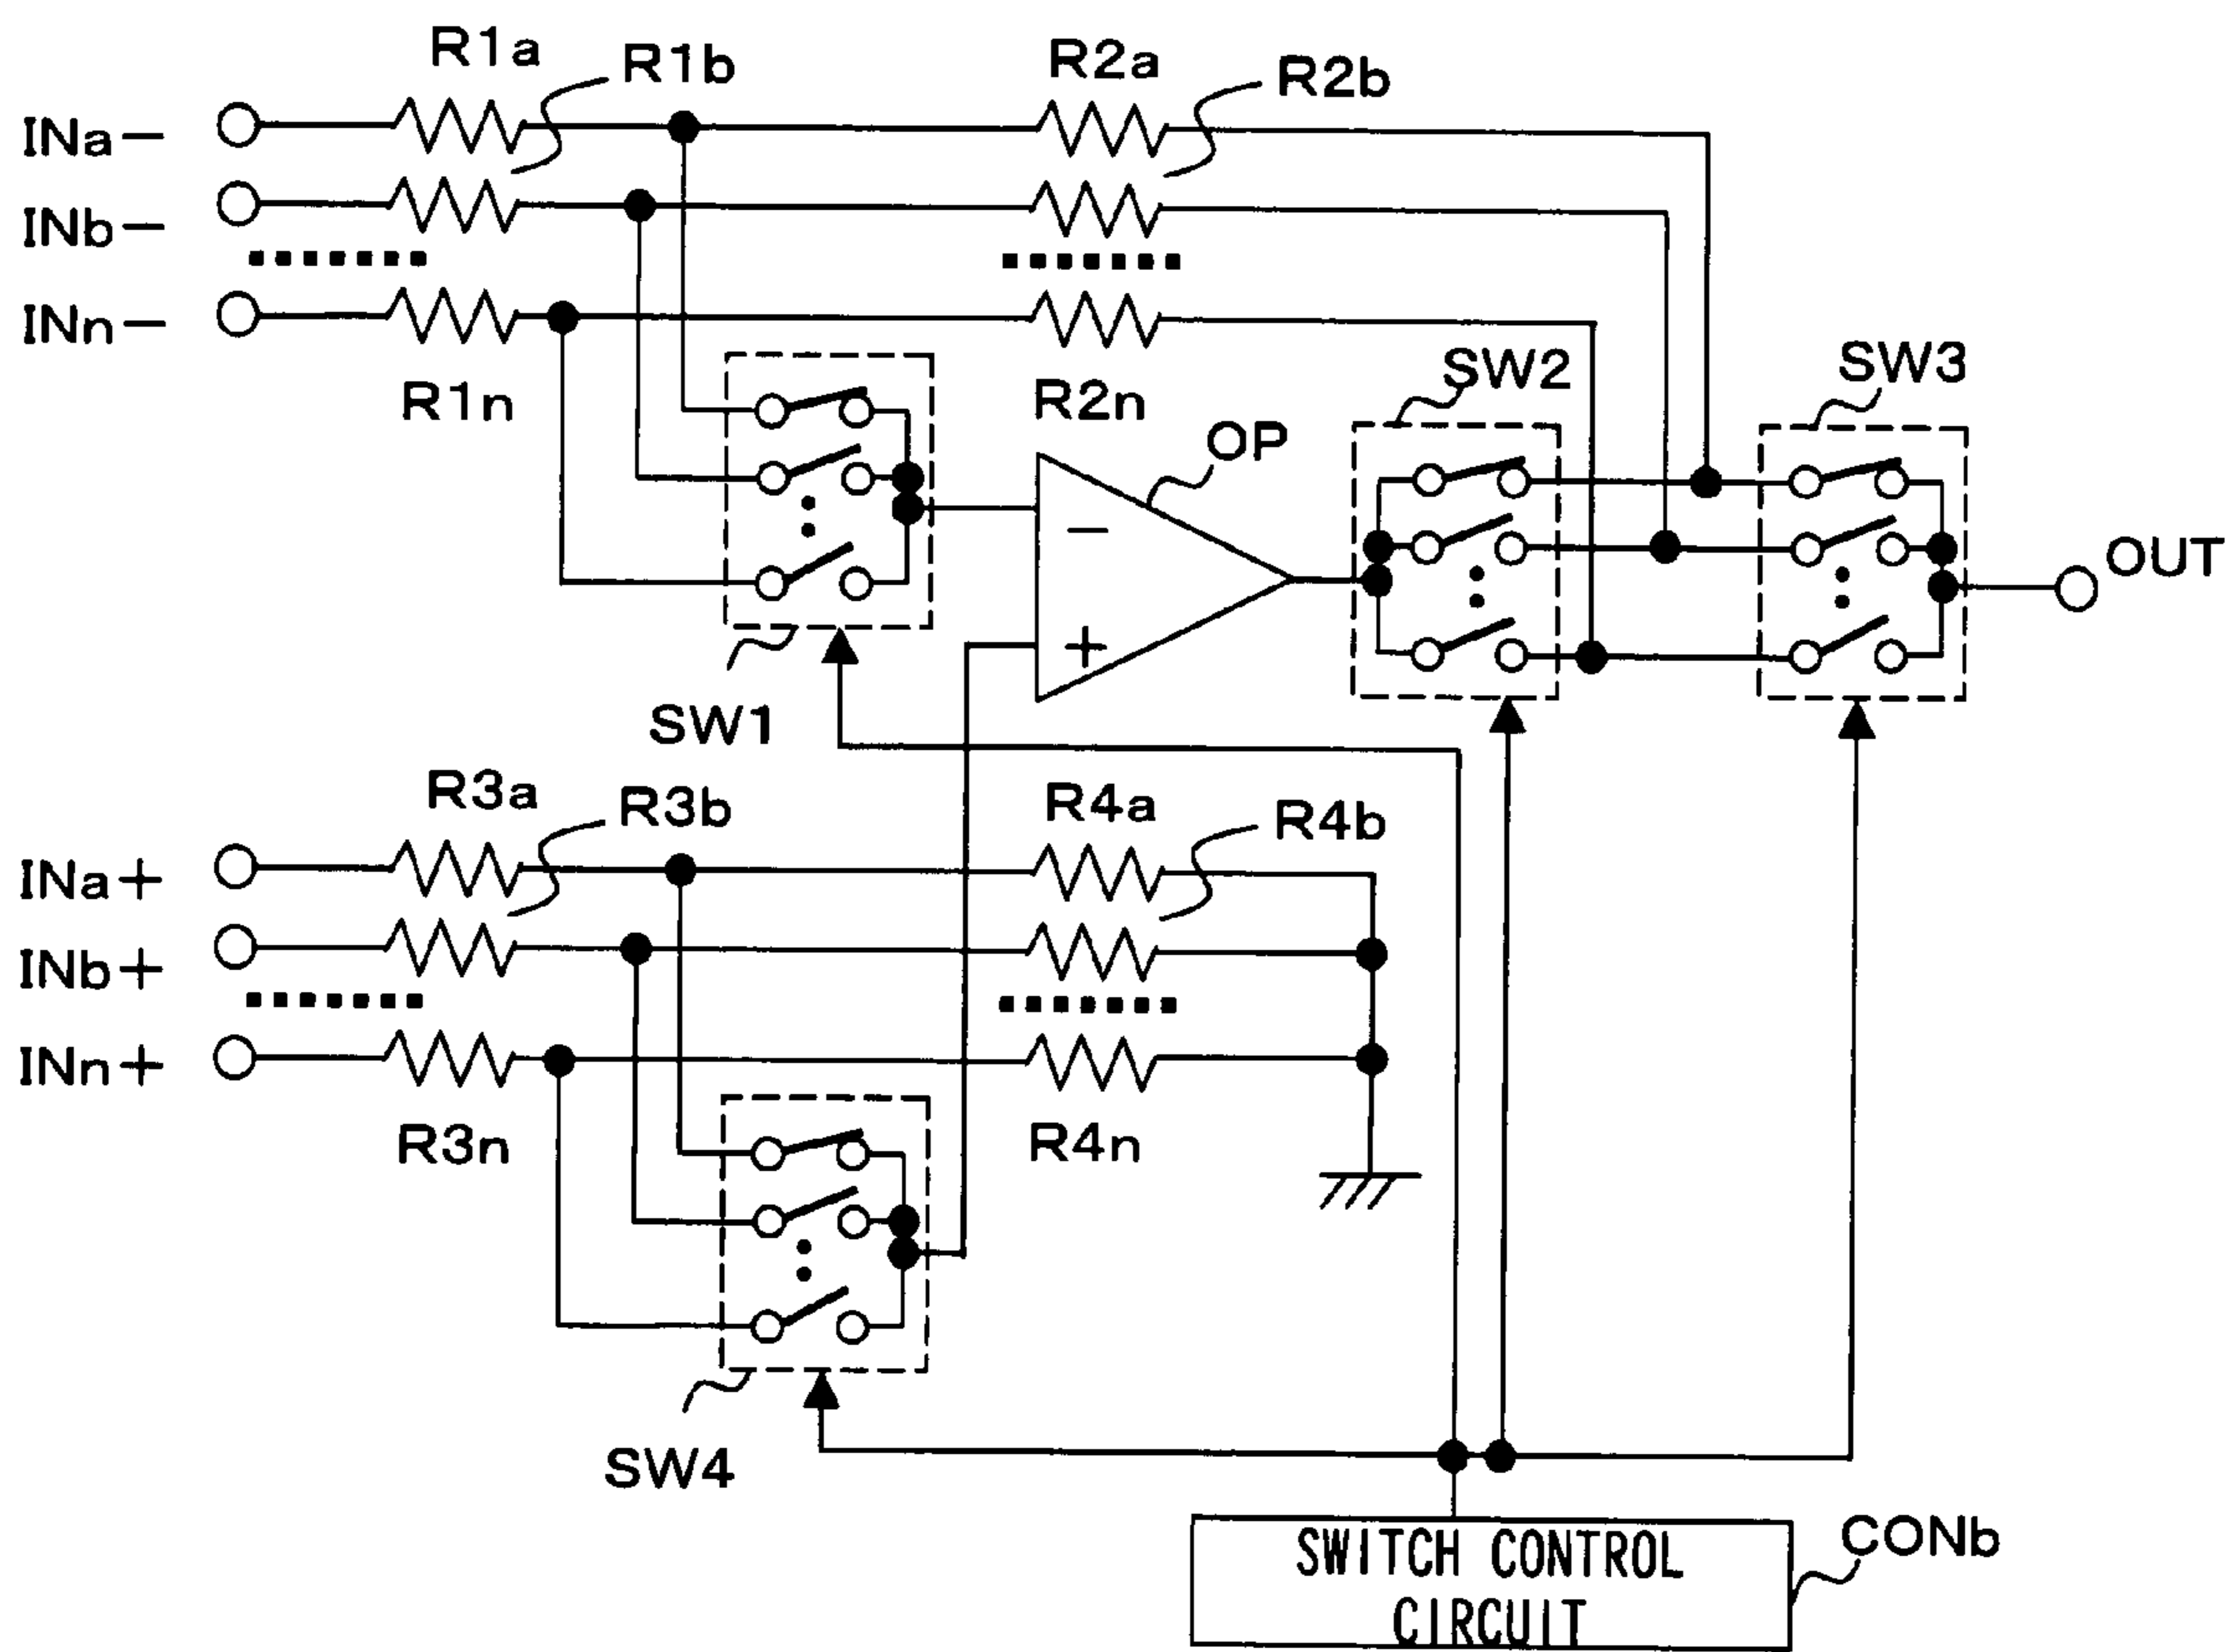 R1a
R1b
R2a
R2b
INa−
INb−
INn−
R1n
R2n
SW2
SW3
OP
−
+
OUT
SW1
R3a
R3b
R4a
R4b
INa+
INb+
INn+
R3n
R4n
SW4
SWITCH CONTROL
CIRCUIT
CONb